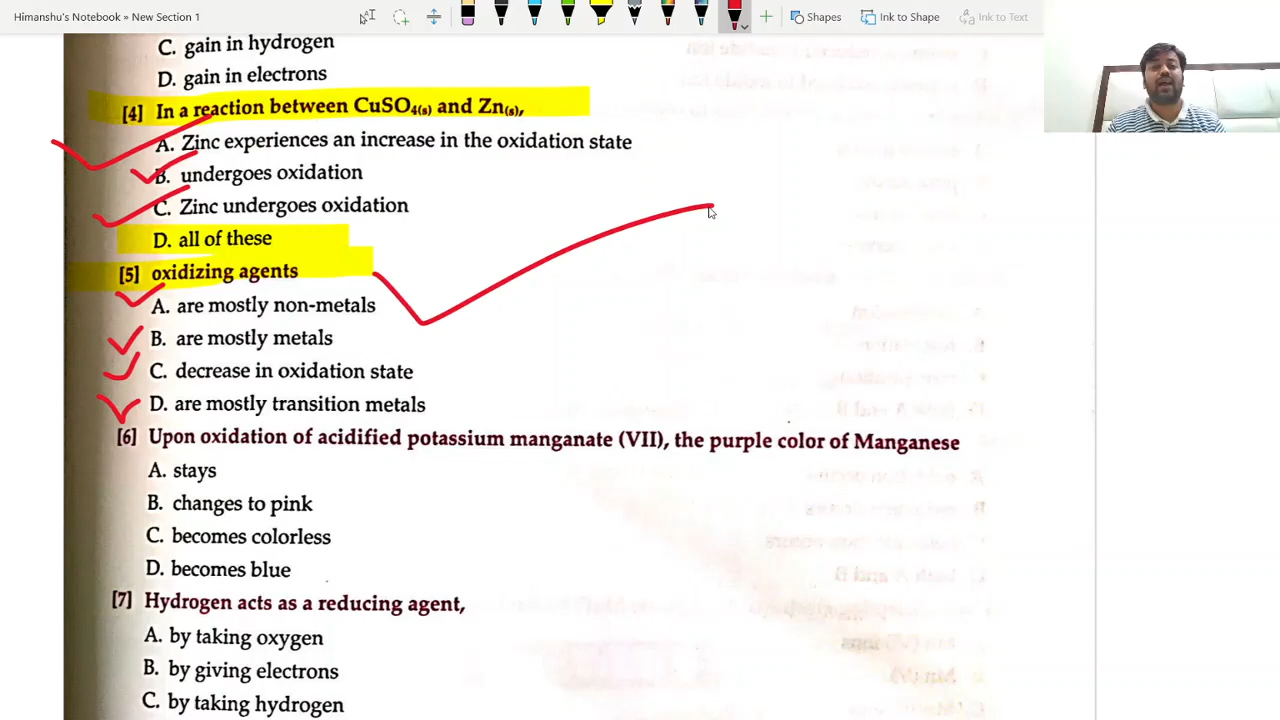 Himanshu's Notebook » New Section 1
Shapes
Ink to Shape
Ink to Text
C. gain in hydrogen
D. gain in electrons
[4] In a reaction between CuSO₄₍ₛ₎ and Zn₍ₛ₎,
A. Zinc experiences an increase in the oxidation state
B. undergoes oxidation
C. Zinc undergoes oxidation
D. all of these
[5] oxidizing agents
A. are mostly non-metals
B. are mostly metals
C. decrease in oxidation state
D. are mostly transition metals
[6] Upon oxidation of acidified potassium manganate (VII), the purple color of Manganese
A. stays
B. changes to pink
C. becomes colorless
D. becomes blue
[7] Hydrogen acts as a reducing agent,
A. by taking oxygen
B. by giving electrons
C. by taking hydrogen